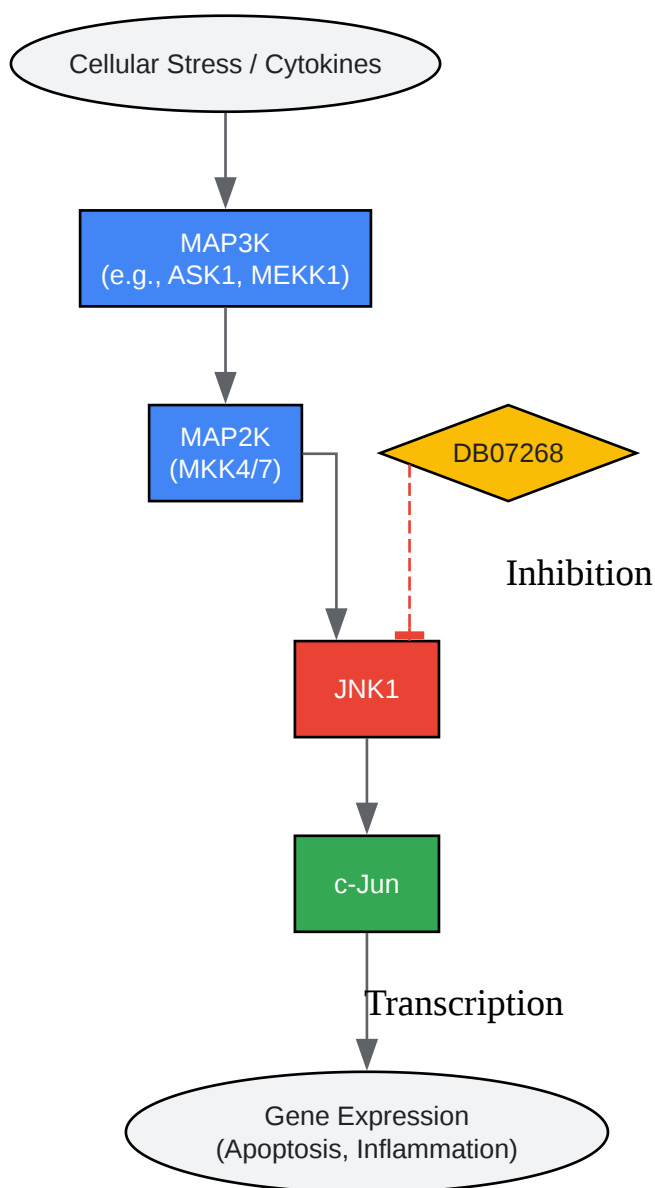 Cellular Stress / Cytokines
MAP3K
(e.g., ASK1, MEKK1)
MAP2K
(MKK4/7)
DB07268
Inhibition
JNK1
c-Jun
Transcription
Gene Expression
(Apoptosis, Inflammation)